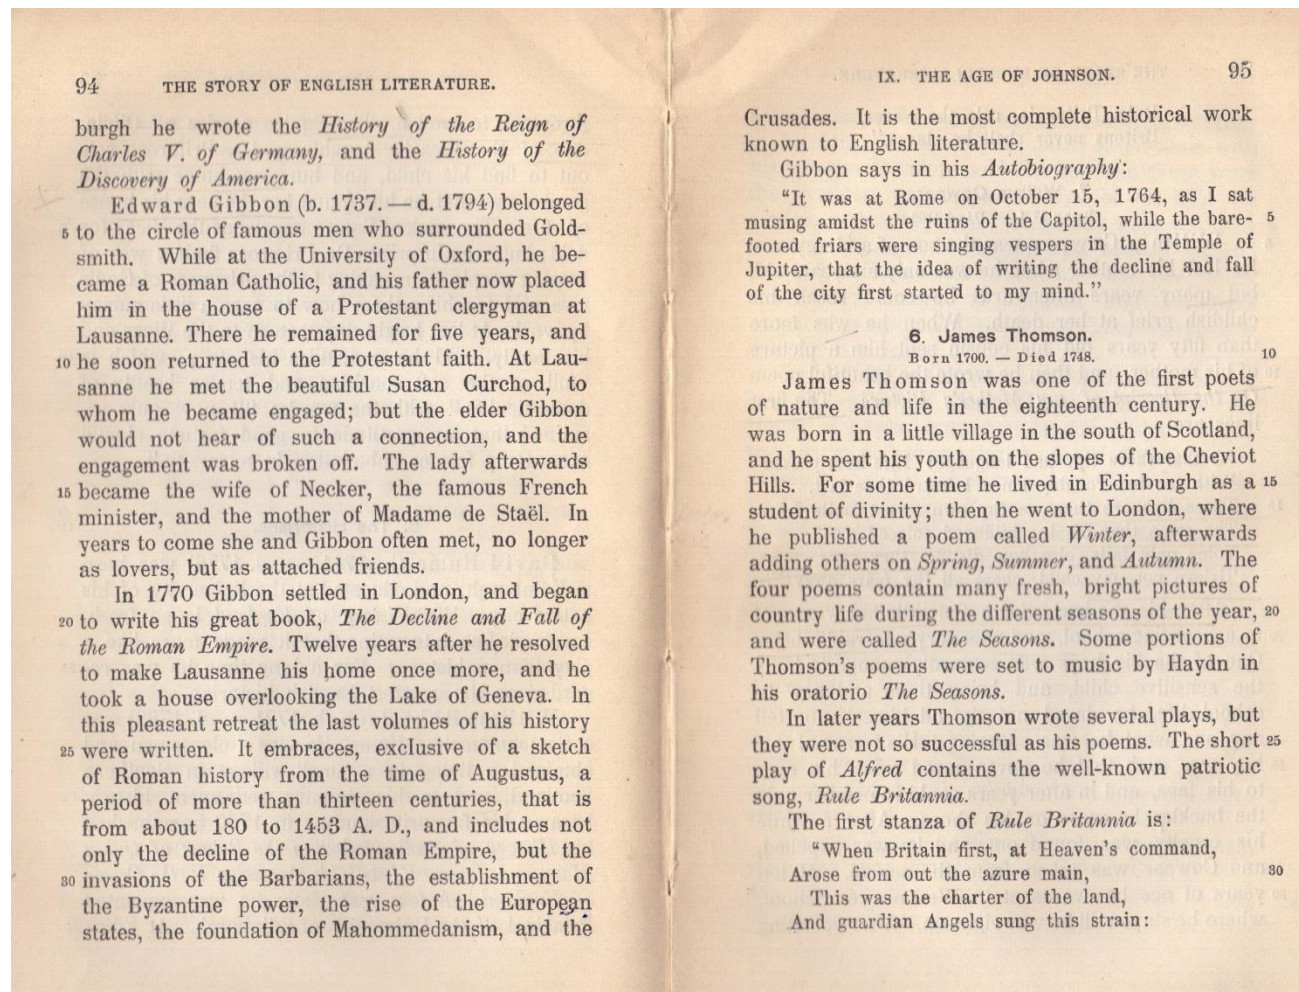 94 THE STORY OF ENGLISH LITERATURE.
burgh he wrote the History of the Reign of
Charles V. of Germany, and the History of the
Discovery of America.
Edward Gibbon (b. 1737. — d. 1794) belonged
5 to the circle of famous men who surrounded Gold-
smith. While at the University of Oxford, he be-
came a Roman Catholic, and his father now placed
him in the house of a Protestant clergyman at
Lausanne. There he remained for five years, and
10 he soon returned to the Protestant faith. At Lau-
sanne he met the beautiful Susan Curchod, to
whom he became engaged; but the elder Gibbon
would not hear of such a connection, and the
engagement was broken off. The lady afterwards
15 became the wife of Necker, the famous French
minister, and the mother of Madame de Staël. In
years to come she and Gibbon often met, no longer
as lovers, but as attached friends.
In 1770 Gibbon settled in London, and began
20 to write his great book, The Decline and Fall of
the Roman Empire. Twelve years after he resolved
to make Lausanne his home once more, and he
took a house overlooking the Lake of Geneva. In
this pleasant retreat the last volumes of his history
25 were written. It embraces, exclusive of a sketch
of Roman history from the time of Augustus, a
period of more than thirteen centuries, that is
from about 180 to 1453 A. D., and includes not
only the decline of the Roman Empire, but the
30 invasions of the Barbarians, the establishment of
the Byzantine power, the rise of the European
states, the foundation of Mahommedanism, and the
IX. THE AGE OF JOHNSON. 95
Crusades. It is the most complete historical work
known to English literature.
Gibbon says in his Autobiography:
“It was at Rome on October 15, 1764, as I sat
musing amidst the ruins of the Capitol, while the bare- 5
footed friars were singing vespers in the Temple of
Jupiter, that the idea of writing the decline and fall
of the city first started to my mind.”
6. James Thomson.
Born 1700. — Died 1748. 10
James Thomson was one of the first poets
of nature and life in the eighteenth century. He
was born in a little village in the south of Scotland,
and he spent his youth on the slopes of the Cheviot
Hills. For some time he lived in Edinburgh as a 15
student of divinity; then he went to London, where
he published a poem called Winter, afterwards
adding others on Spring, Summer, and Autumn. The
four poems contain many fresh, bright pictures of
country life during the different seasons of the year, 20
and were called The Seasons. Some portions of
Thomson's poems were set to music by Haydn in
his oratorio The Seasons.
In later years Thomson wrote several plays, but
they were not so successful as his poems. The short 25
play of Alfred contains the well-known patriotic
song, Rule Britannia.
The first stanza of Rule Britannia is:
“When Britain first, at Heaven's command,
Arose from out the azure main, 30
This was the charter of the land,
And guardian Angels sung this strain: